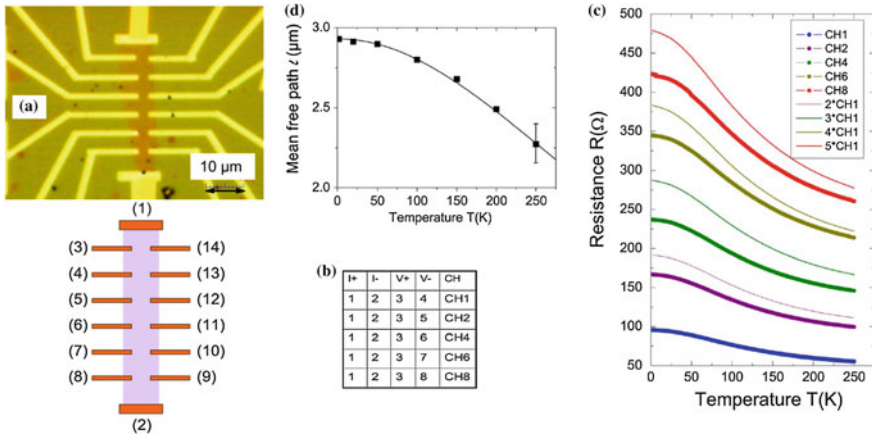 (a)
10 μm
(1)
(3) (14)
(4) (13)
(5) (12)
(6) (11)
(7) (10)
(8) (9)
(2)
(d)
3.0
2.5
2.0
Mean free path ℓ (μm)
0 50 100 150 200 250
Temperature T(K)
(b)
I+ I- V+ V- CH
1 2 3 4 CH1
1 2 3 5 CH2
1 2 3 6 CH4
1 2 3 7 CH6
1 2 3 8 CH8
(c)
500
450
400
350
300
250
200
150
100
50
Resistance R(Ω)
CH1
CH2
CH4
CH6
CH8
2*CH1
3*CH1
4*CH1
5*CH1
0 50 100 150 200 250 300
Temperature T(K)